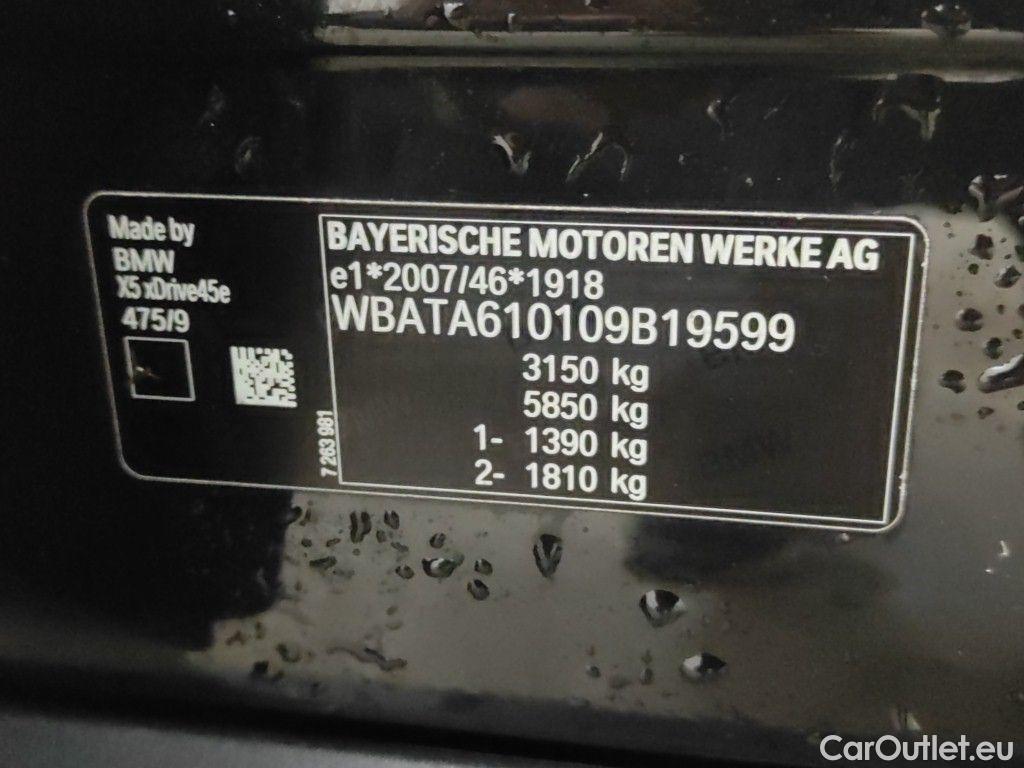 Made by
BMW
X5 xDrive45e
475/9
7 263 981
BAYERISCHE MOTOREN WERKE AG
e1*2007/46*1918
WBATA610109B19599
3150 kg
5850 kg
1- 1390 kg
2- 1810 kg
CarOutlet.eu